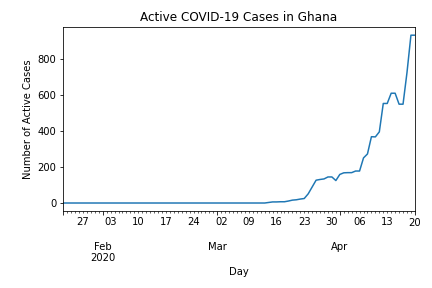 Active COVID-19 Cases in Ghana
Number of Active Cases
800
600
400
200
0
27 03 10 17 24 02 09 16 23 30 06 13 20
Feb Mar Apr
2020
Day